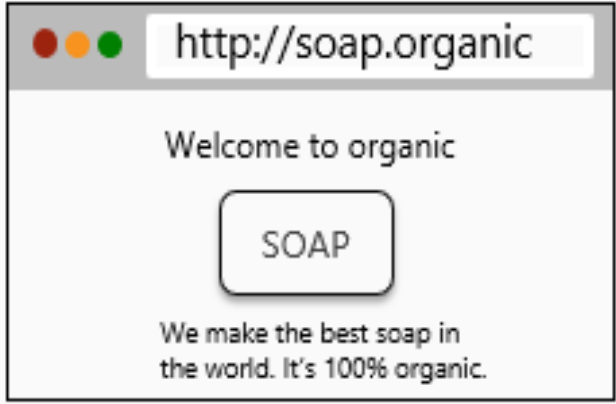 http://soap.organic
Welcome to organic
SOAP
We make the best soap in
the world. It's 100% organic.